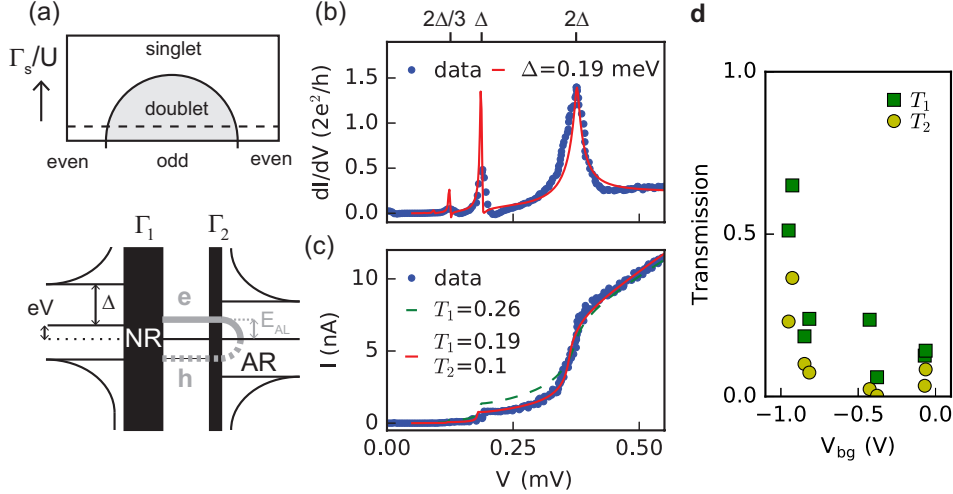 (a)
Γs/U
singlet
doublet
even
odd
even
Γ1
Γ2
eV
Δ
NR
e
h
E_AL
AR
(b)
2Δ/3
Δ
2Δ
dI/dV (2e²/h)
1.5
1.0
0.5
0.0
data
Δ=0.19 meV
(c)
I (nA)
10
5
0
data
T1=0.26
T1=0.19
T2=0.1
0.00
0.25
0.50
V (mV)
d
Transmission
1.0
0.5
0.0
T1
T2
−1.0
−0.5
0.0
Vbg (V)